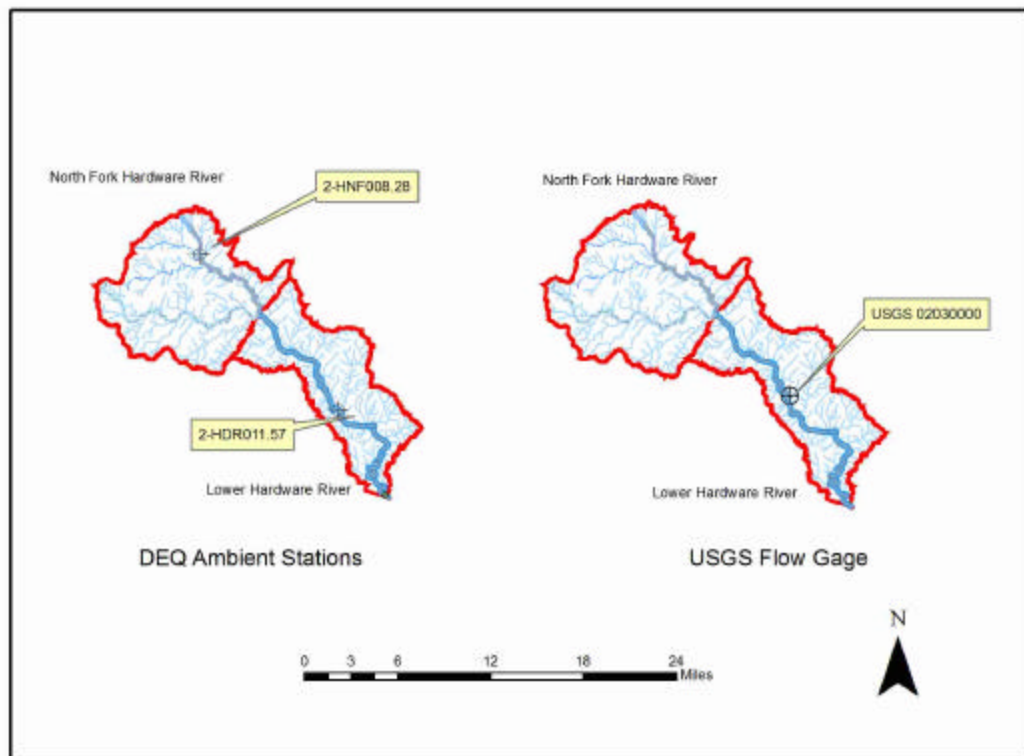 North Fork Hardware River
2-HNF008.28
2-HDR011.57
Lower Hardware River
DEQ Ambient Stations
North Fork Hardware River
USGS 02030000
Lower Hardware River
USGS Flow Gage
0 3 6 12 18 24
Miles
N